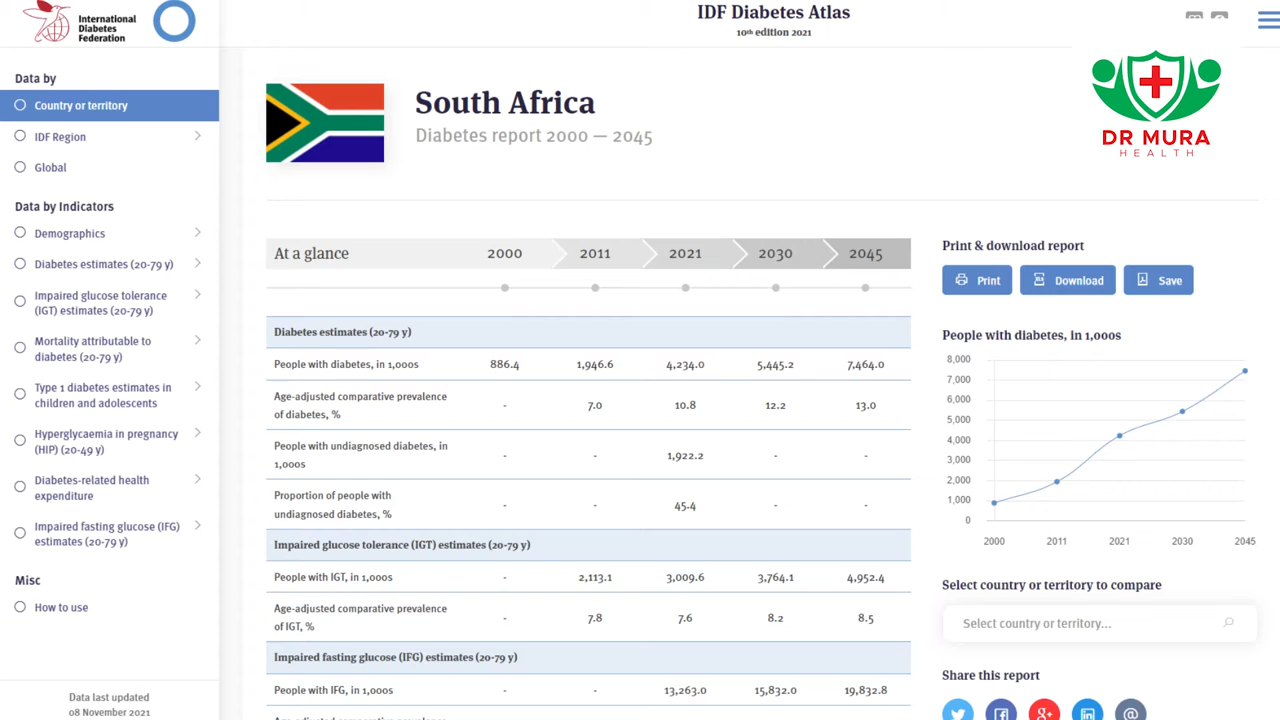 International
Diabetes
Federation
IDF Diabetes Atlas
10th edition 2021
Data by
Country or territory
IDF Region
Global
Data by Indicators
Demographics
Diabetes estimates (20-79 y)
Impaired glucose tolerance
(IGT) estimates (20-79 y)
Mortality attributable to
diabetes (20-79 y)
Type 1 diabetes estimates in
children and adolescents
Hyperglycaemia in pregnancy
(HIP) (20-49 y)
Diabetes-related health
expenditure
Impaired fasting glucose (IFG)
estimates (20-79 y)
Misc
How to use
Data last updated
08 November 2021
South Africa
Diabetes report 2000 — 2045
DR MURA
HEALTH
At a glance 2000 2011 2021 2030 2045
Diabetes estimates (20-79 y)
People with diabetes, in 1,000s 886.4 1,946.6 4,234.0 5,445.2 7,464.0
Age-adjusted comparative prevalence
of diabetes, % - 7.0 10.8 12.2 13.0
People with undiagnosed diabetes, in
1,000s - - 1,922.2 - -
Proportion of people with
undiagnosed diabetes, % - - 45.4 - -
Impaired glucose tolerance (IGT) estimates (20-79 y)
People with IGT, in 1,000s - 2,113.1 3,009.6 3,764.1 4,952.4
Age-adjusted comparative prevalence
of IGT, % - 7.8 7.6 8.2 8.5
Impaired fasting glucose (IFG) estimates (20-79 y)
People with IFG, in 1,000s - - 13,263.0 15,832.0 19,832.8
Print & download report
Print Download Save
People with diabetes, in 1,000s
8,000
7,000
6,000
5,000
4,000
3,000
2,000
1,000
0
2000 2011 2021 2030 2045
Select country or territory to compare
Select country or territory...
Share this report